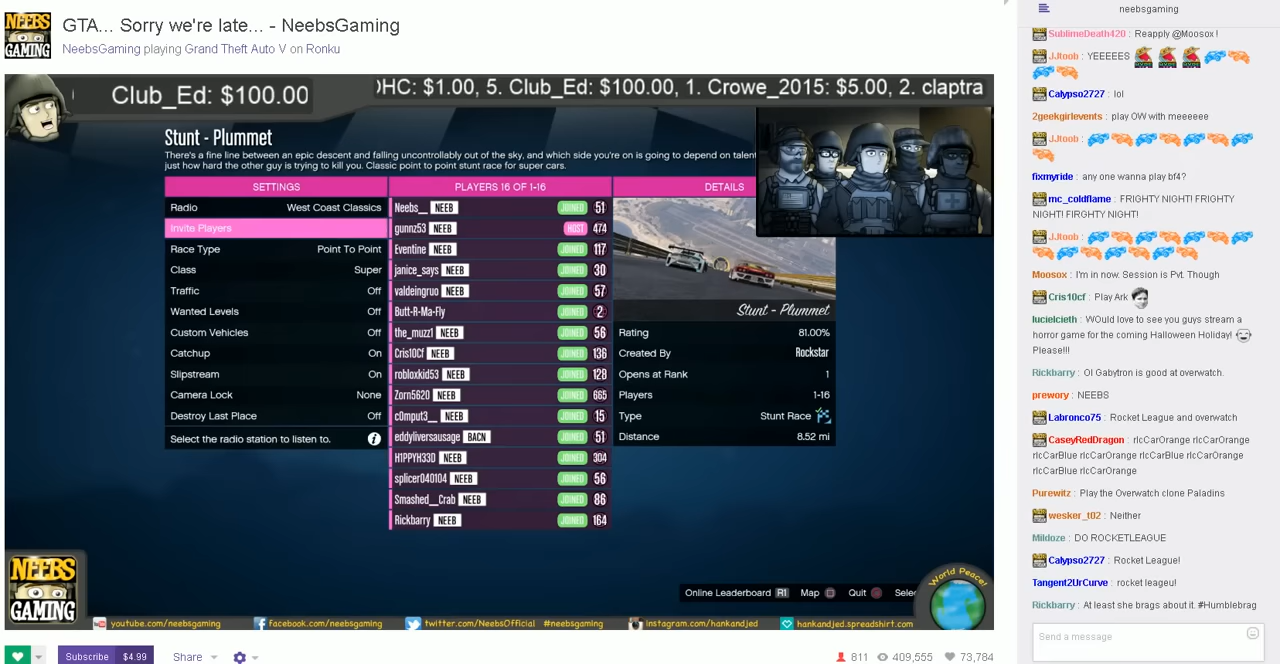 NEEBS
GAMING
GTA... Sorry we're late... - NeebsGaming
NeebsGaming playing Grand Theft Auto V on Ronku
Club_Ed: $100.00
HC: $1.00, 5. Club_Ed: $100.00, 1. Crowe_2015: $5.00, 2. claptra
Stunt - Plummet
There's a fine line between an epic descent and falling uncontrollably out of the sky, and which side you're on is going to depend on talent
just how hard the other guy is trying to kill you. Classic point to point stunt race for super cars.
SETTINGS
Radio West Coast Classics
Invite Players
Race Type Point To Point
Class Super
Traffic Off
Wanted Levels Off
Custom Vehicles Off
Catchup On
Slipstream On
Camera Lock None
Destroy Last Place Off
Select the radio station to listen to.
PLAYERS 16 OF 1-16
Neebs__ NEEB JOINED 51
gunnz53 NEEB HOST 474
Eventine NEEB JOINED 117
janice_says NEEB JOINED 30
valdeingruo NEEB JOINED 57
Butt-R-Ma-Fly JOINED 2
the_muzz1 NEEB JOINED 56
Cris10Cf NEEB JOINED 136
robloxkid53 NEEB JOINED 128
Zorn5620 NEEB JOINED 665
c0mput3__ NEEB JOINED 15
eddyliversausage BACN JOINED 51
H1PPYH33D NEEB JOINED 304
splicer040104 NEEB JOINED 56
Smashed__Crab NEEB JOINED 86
Rickbarry NEEB JOINED 164
DETAILS
Stunt - Plummet
Rating 81.00%
Created By Rockstar
Opens at Rank 1
Players 1-16
Type Stunt Race
Distance 8.52 mi
Online Leaderboard R1 Map Quit Selec
World Peace!
NEEBS
GAMING
youtube.com/neebsgaming facebook.com/neebsgaming twitter.com/NeebsOfficial #neebsgaming instagram.com/hankandjed hankandjed.spreadshirt.com
Subscribe $4.99 Share 811 409,555 73,784
neebsgaming
SublimeDeath420 : Reapply @Moosox !
JJtoob : YEEEEES
Calypso2727 : lol
2geekgirlevents : play OW with meeeeee
JJtoob :
fixmyride : any one wanna play bf4?
mc_coldflame : FRIGHTY NIGHT! FRIGHTY
NIGHT! FIRGHTY NIGHT!
JJtoob :
Moosox : I'm in now. Session is Pvt. Though
Cris10cf : Play Ark
lucielcieth : WOuld love to see you guys stream a
horror game for the coming Halloween Holiday!
Please!!!
Rickbarry : Ol Gabytron is good at overwatch.
prewory : NEEBS
Labronco75 : Rocket League and overwatch
CaseyRedDragon : rlcCarOrange rlcCarOrange
rlcCarBlue rlcCarOrange rlcCarBlue rlcCarOrange
rlcCarBlue rlcCarOrange
Purewitz : Play the Overwatch clone Paladins
wesker_t02 : Neither
Mildoze : DO ROCKETLEAGUE
Calypso2727 : Rocket League!
Tangent2UrCurve : rocket leageu!
Rickbarry : At least she brags about it. #Humblebrag
Send a message